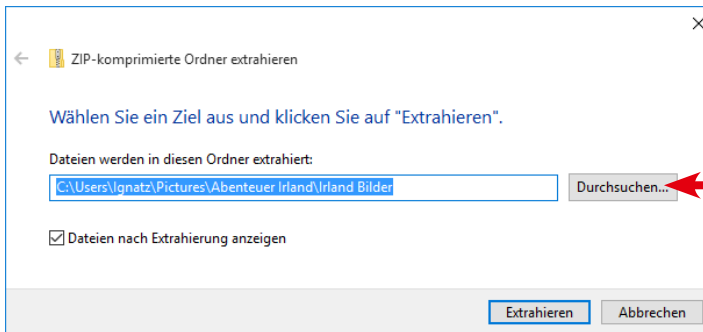 ZIP-komprimierte Ordner extrahieren
Wählen Sie ein Ziel aus und klicken Sie auf "Extrahieren".
Dateien werden in diesen Ordner extrahiert:
C:\Users\Ignatz\Pictures\Abenteuer Irland\Irland Bilder
Durchsuchen...
Dateien nach Extrahierung anzeigen
Extrahieren
Abbrechen